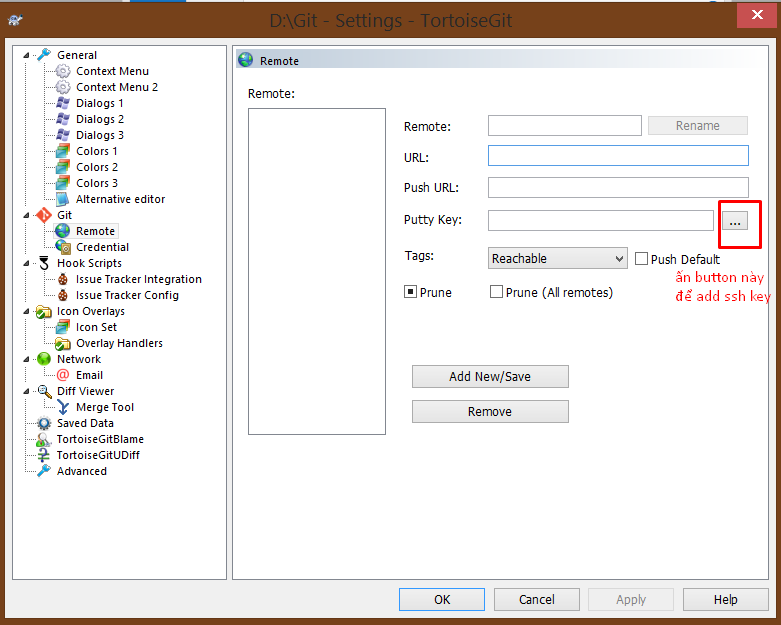 D:\Git - Settings - TortoiseGit
General
Context Menu
Context Menu 2
Dialogs 1
Dialogs 2
Dialogs 3
Colors 1
Colors 2
Colors 3
Alternative editor
Git
Remote
Credential
Hook Scripts
Issue Tracker Integration
Issue Tracker Config
Icon Overlays
Icon Set
Overlay Handlers
Network
Email
Diff Viewer
Merge Tool
Saved Data
TortoiseGitBlame
TortoiseGitUDiff
Advanced
Remote
Remote:
Remote:
Rename
URL:
Push URL:
Putty Key:
...
Tags:
Reachable
Push Default
ấn button này
để add ssh key
Prune
Prune (All remotes)
Add New/Save
Remove
OK
Cancel
Apply
Help